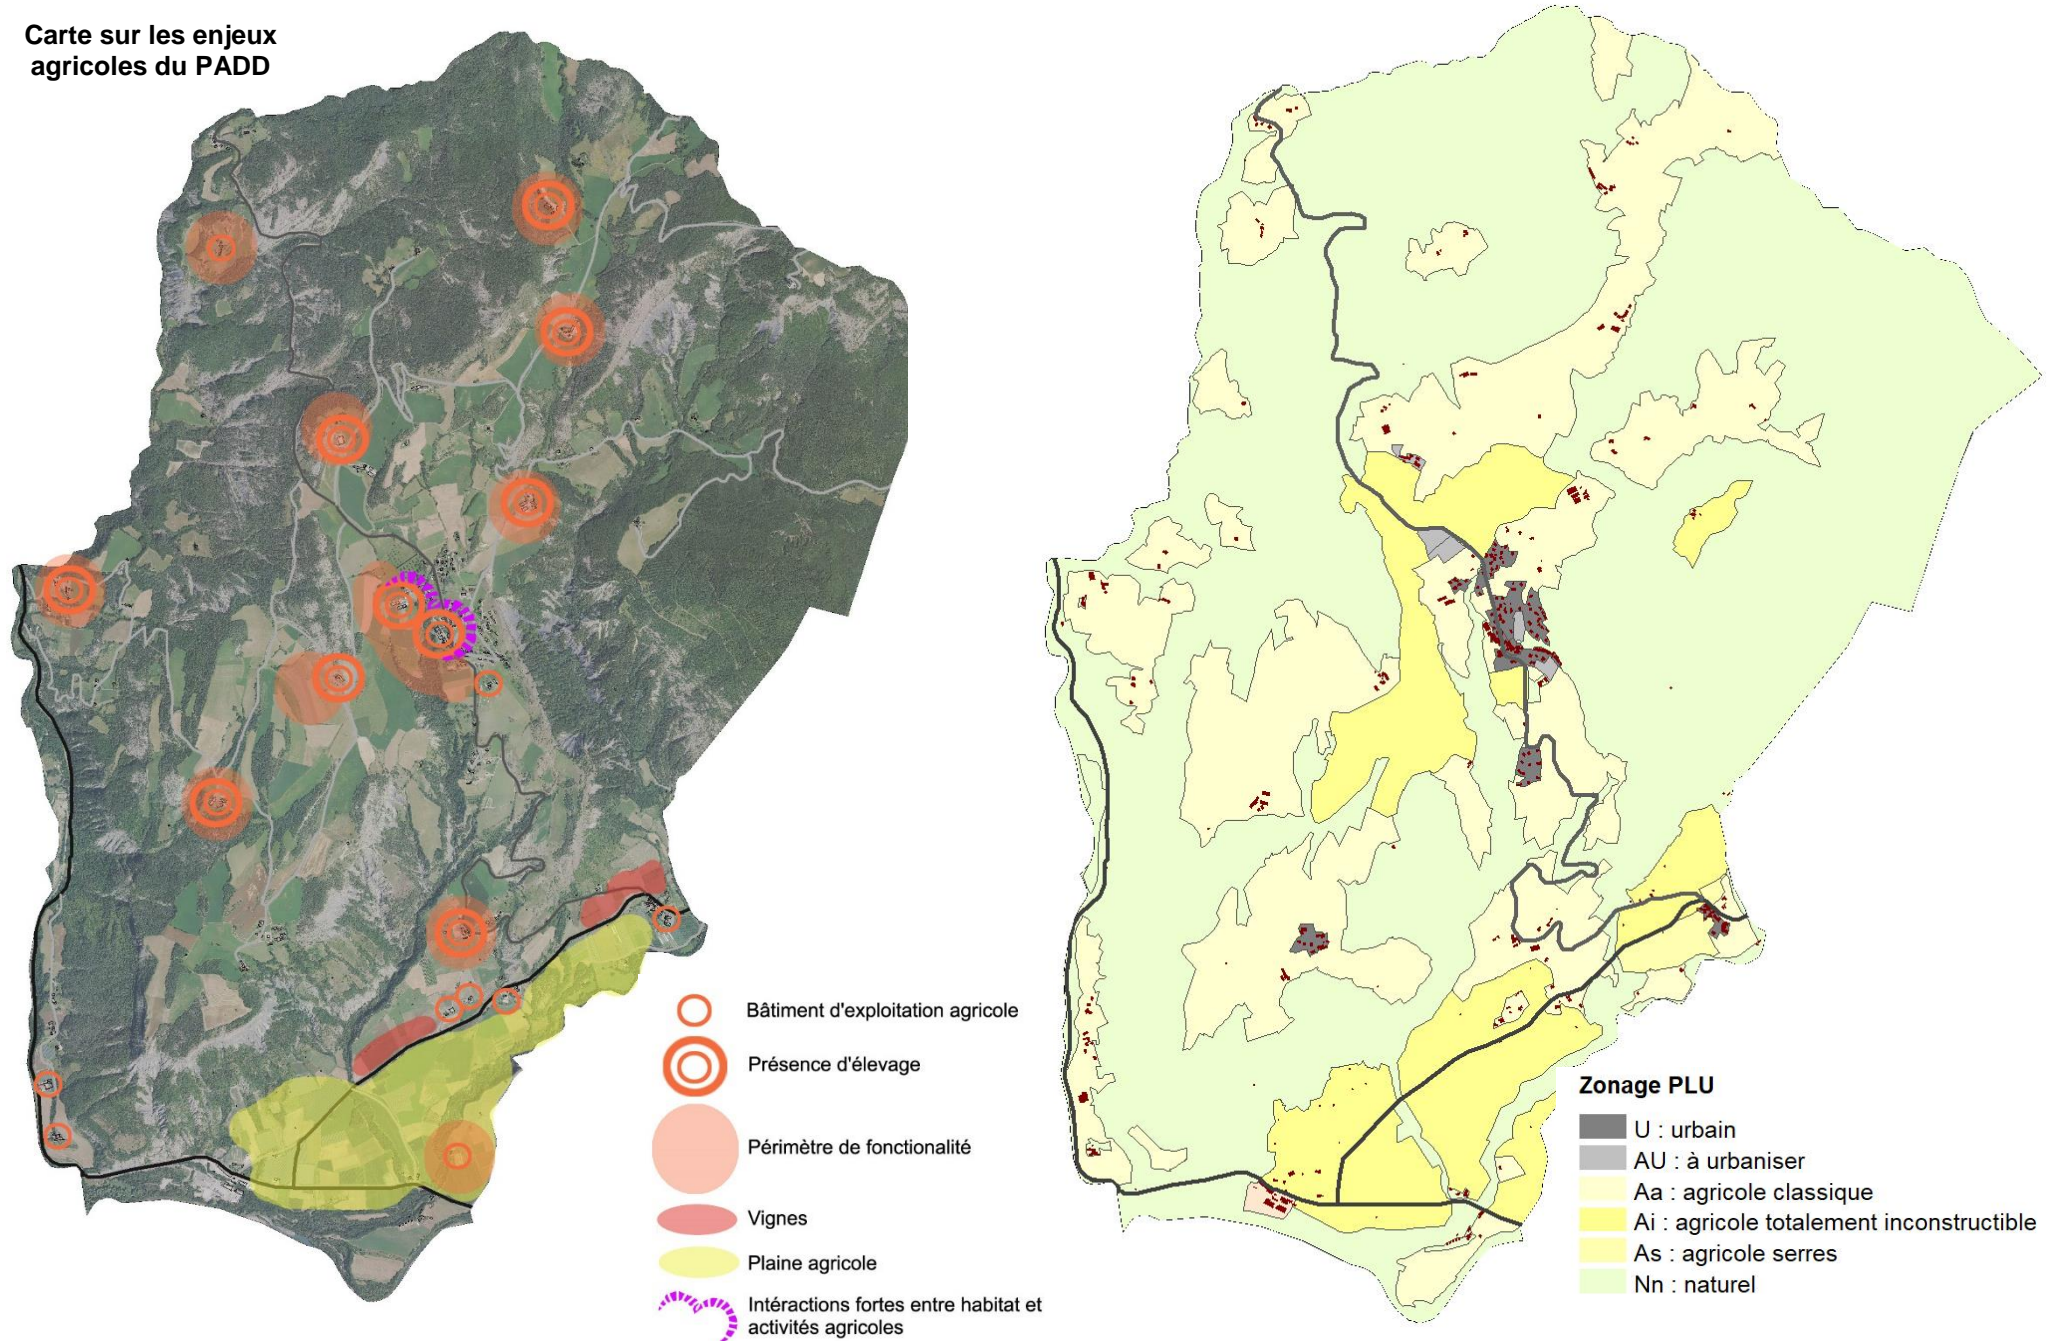 Carte sur les enjeux
agricoles du PADD
Bâtiment d'exploitation agricole
Présence d'élevage
Périmètre de fonctionalité
Vignes
Plaine agricole
Intéractions fortes entre habitat et
activités agricoles
Zonage PLU
U : urbain
AU : à urbaniser
Aa : agricole classique
Ai : agricole totalement inconstructible
As : agricole serres
Nn : naturel